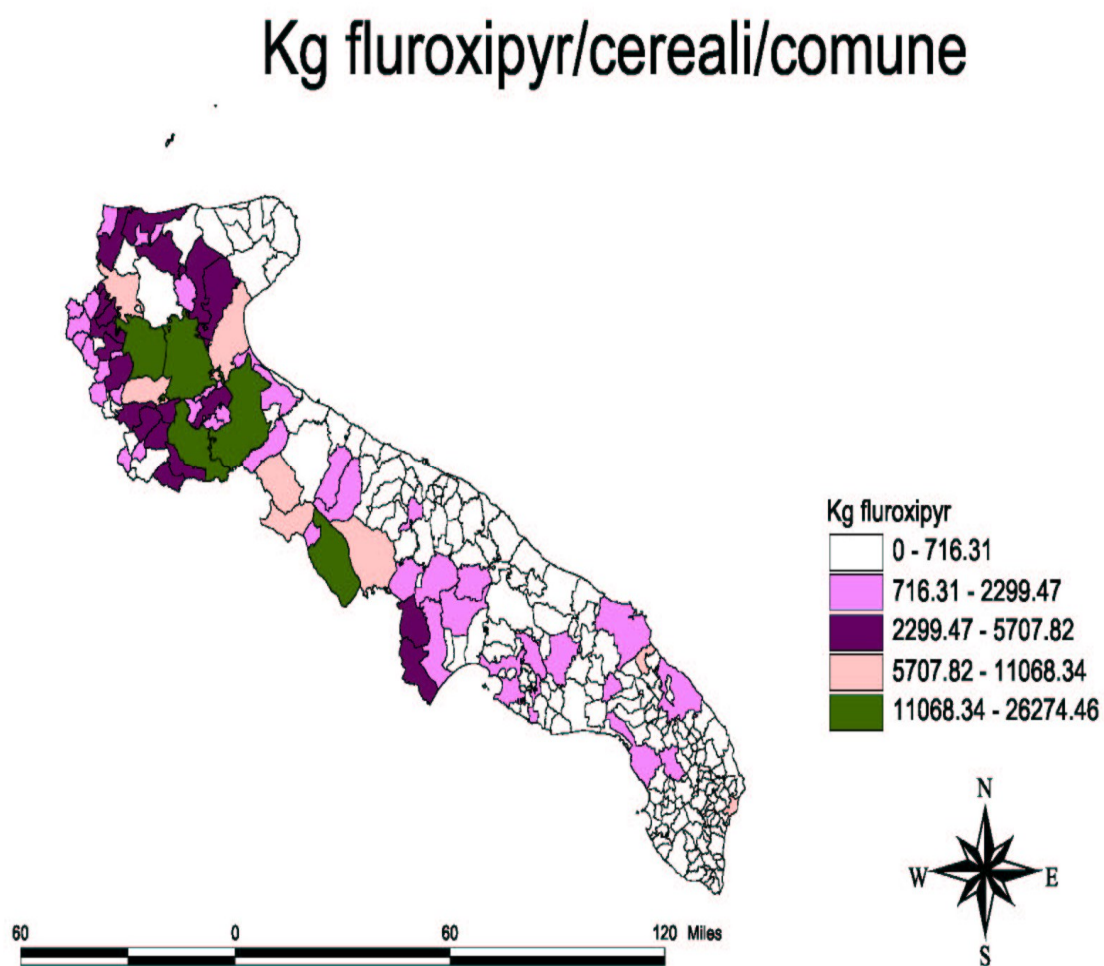 Kg fluroxipyr/cereali/comune
Kg fluroxipyr
0 - 716.31
716.31 - 2299.47
2299.47 - 5707.82
5707.82 - 11068.34
11068.34 - 26274.46
N
W E
S
60 0 60 120 Miles